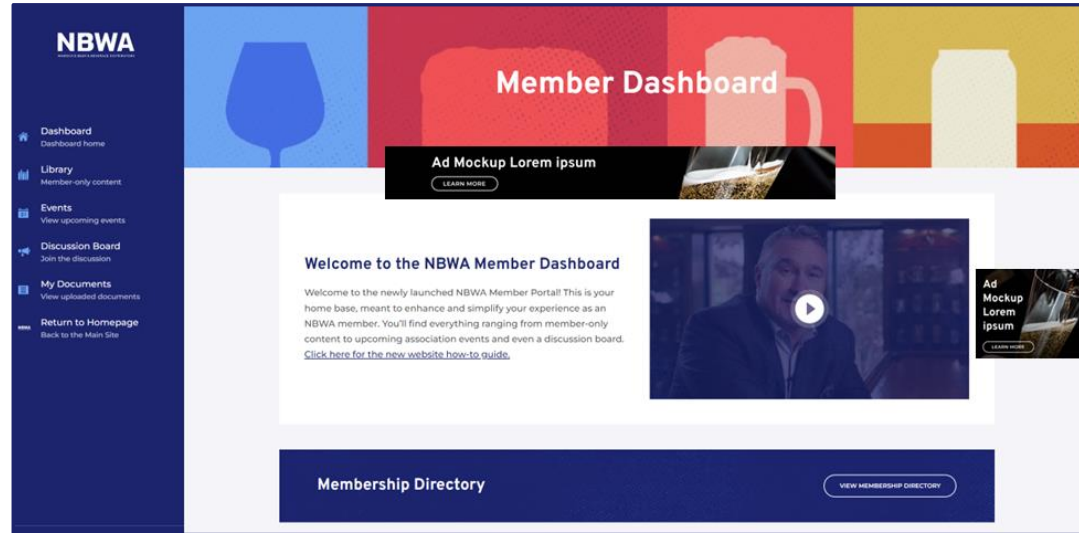 NBWA
Dashboard
Dashboard home
Library
Member-only content
Events
View upcoming events
Discussion Board
Join the discussion
My Documents
View uploaded documents
Return to Homepage
Back to the Main Site
Member Dashboard
Ad Mockup Lorem ipsum
LEARN MORE
Welcome to the NBWA Member Dashboard
Welcome to the newly launched NBWA Member Portal! This is your
home base, meant to enhance and simplify your experience as an
NBWA member. You'll find everything ranging from member-only
content to upcoming association events and even a discussion board.
Click here for the new website how-to guide.
Ad
Mockup
Lorem
ipsum
LEARN MORE
Membership Directory
VIEW MEMBERSHIP DIRECTORY